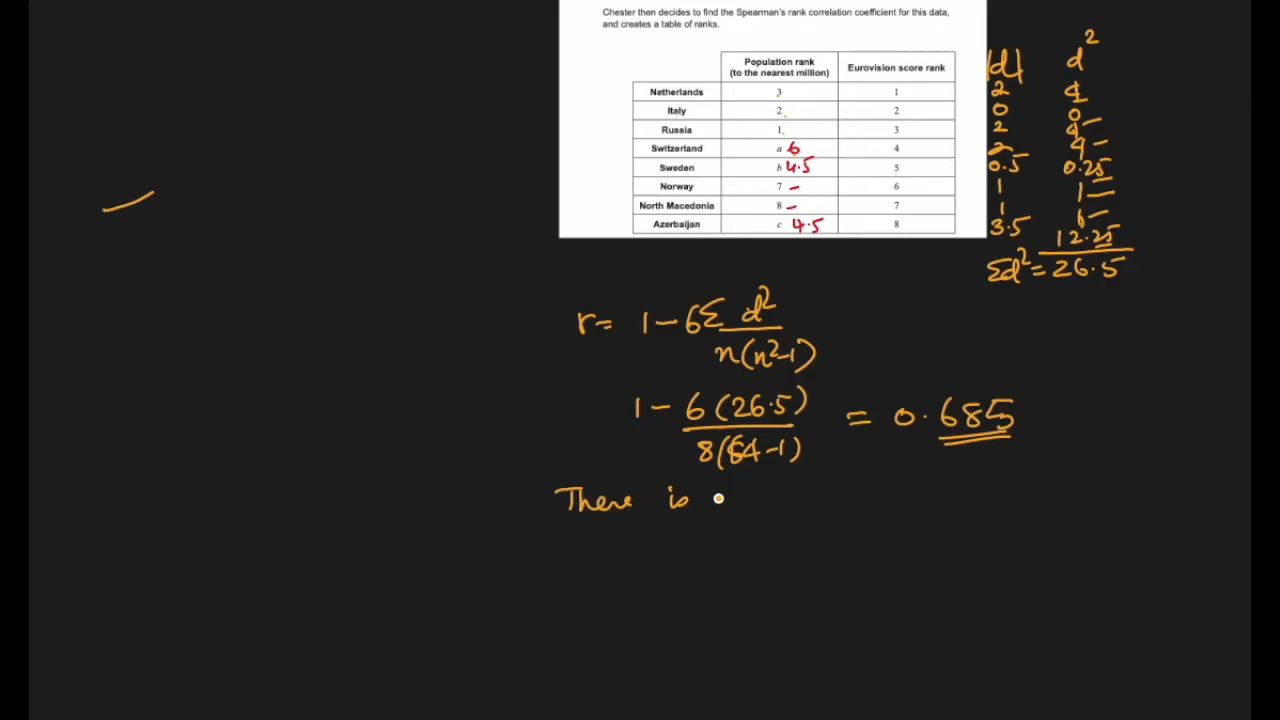 Chester then decides to find the Spearman's rank correlation coefficient for this data,
and creates a table of ranks.
Population rank
(to the nearest million)
Eurovision score rank
|d| d²
Netherlands 3 1 2 4
Italy 2 2 0 0
Russia 1 3 2 4
Switzerland a 6 4 2 4
Sweden b 4.5 5 0.5 0.25
Norway 7 6 1 1
North Macedonia 8 7 1 1
Azerbaijan c 4.5 8 3.5 12.25
Σd² = 26.5
r = 1 - 6Σ d² / n(n²-1)
1 - 6(26.5) / 8(64-1) = 0.685
There is